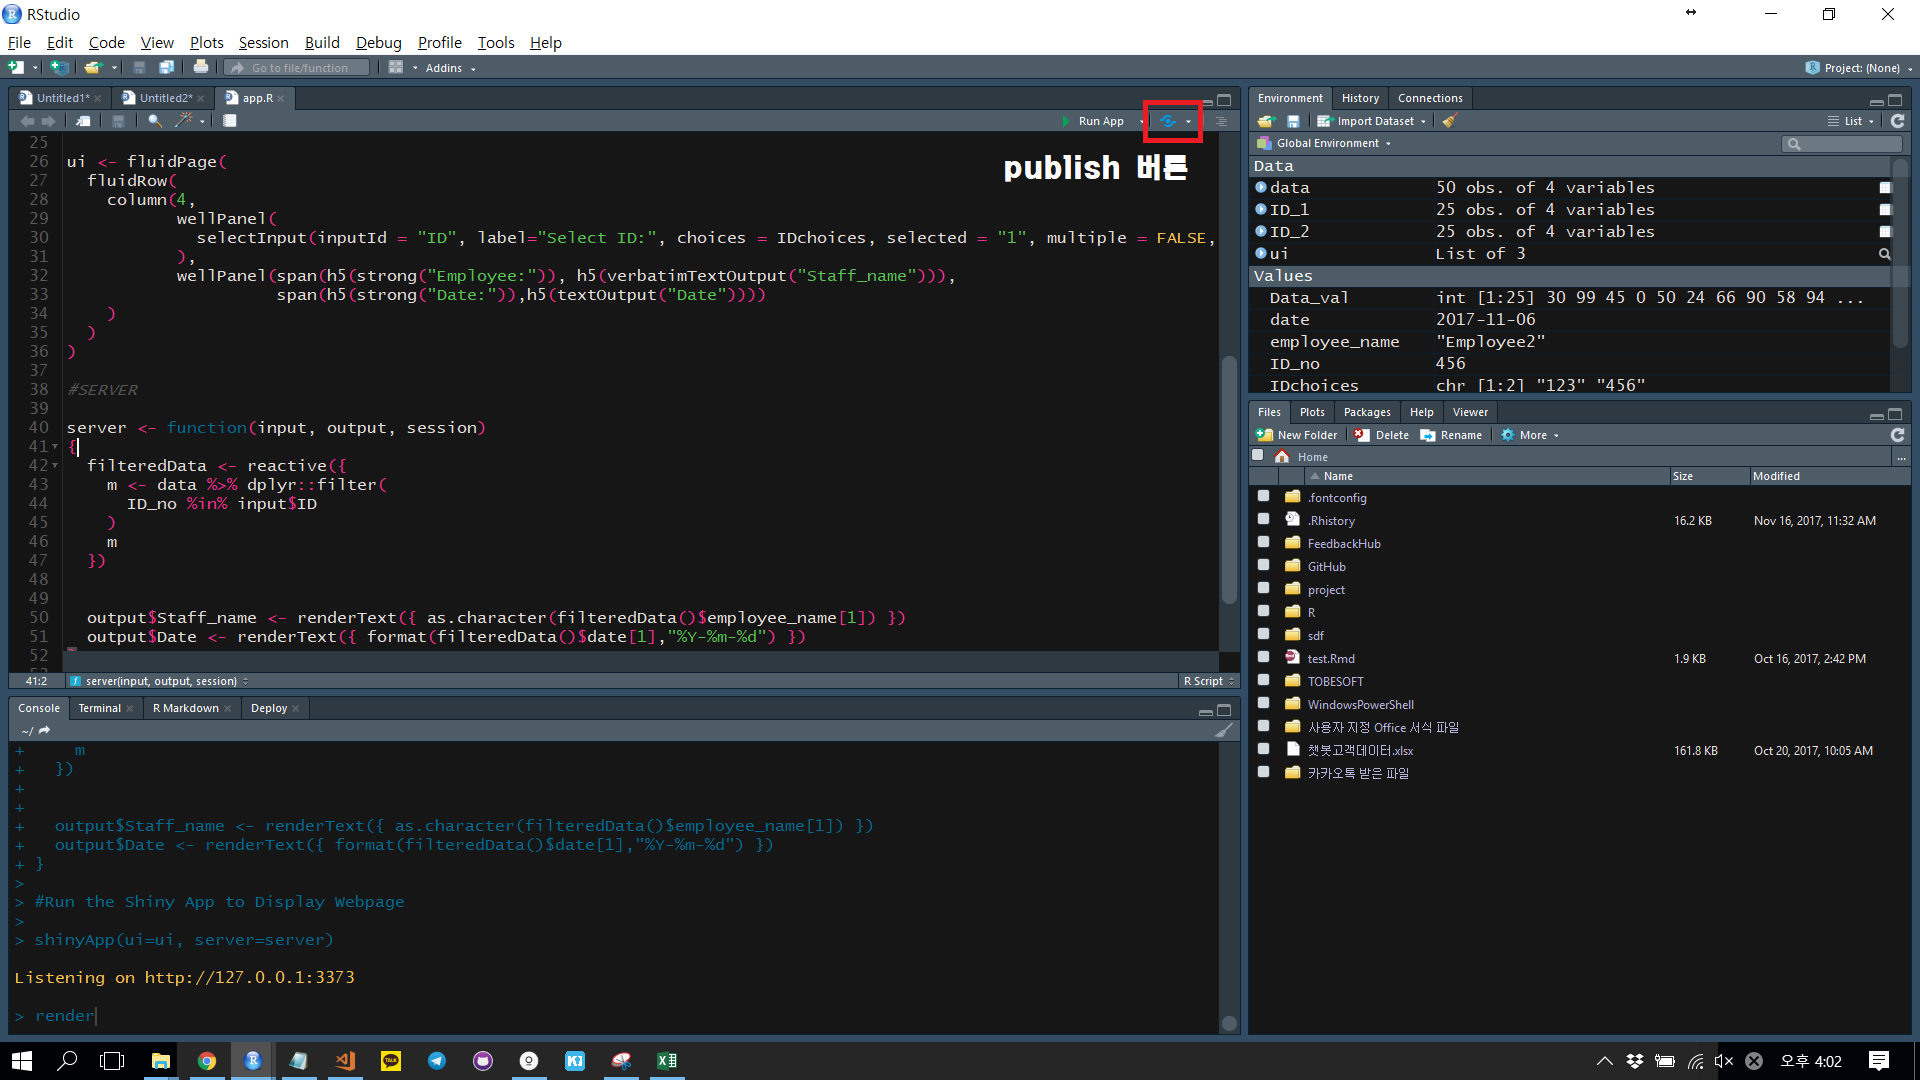 RStudio
File Edit Code View Plots Session Build Debug Profile Tools Help
Go to file/function Addins Project: (None)
Untitled1* Untitled2* app.R
Run App
publish 버튼
25
26 ui <- fluidPage(
27 fluidRow(
28 column(4,
29 wellPanel(
30 selectInput(inputId = "ID", label="Select ID:", choices = IDchoices, selected = "1", multiple = FALSE,
31 ),
32 wellPanel(span(h5(strong("Employee:")), h5(verbatimTextOutput("Staff_name"))),
33 span(h5(strong("Date:")),h5(textOutput("Date"))))
34 )
35 )
36 )
37
38 #SERVER
39
40 server <- function(input, output, session)
41 {
42 filteredData <- reactive({
43 m <- data %>% dplyr::filter(
44 ID_no %in% input$ID
45 )
46 m
47 })
48
49
50 output$Staff_name <- renderText({ as.character(filteredData()$employee_name[1]) })
51 output$Date <- renderText({ format(filteredData()$date[1],"%Y-%m-%d") })
52
41:2 server(input, output, session) R Script
Console Terminal R Markdown Deploy
~/
+ m
+ })
+
+
+ output$Staff_name <- renderText({ as.character(filteredData()$employee_name[1]) })
+ output$Date <- renderText({ format(filteredData()$date[1],"%Y-%m-%d") })
+ }
>
> #Run the Shiny App to Display Webpage
>
> shinyApp(ui=ui, server=server)
Listening on http://127.0.0.1:3373
> render
Environment History Connections
Import Dataset List
Global Environment
Data
data 50 obs. of 4 variables
ID_1 25 obs. of 4 variables
ID_2 25 obs. of 4 variables
ui List of 3
Values
Data_val int [1:25] 30 99 45 0 50 24 66 90 58 94 ...
date 2017-11-06
employee_name "Employee2"
ID_no 456
IDchoices chr [1:2] "123" "456"
Files Plots Packages Help Viewer
New Folder Delete Rename More
Home ...
Name Size Modified
.fontconfig
.Rhistory 16.2 KB Nov 16, 2017, 11:32 AM
FeedbackHub
GitHub
project
R
sdf
test.Rmd 1.9 KB Oct 16, 2017, 2:42 PM
TOBESOFT
WindowsPowerShell
사용자 지정 Office 서식 파일
챗봇고객데이터.xlsx 161.8 KB Oct 20, 2017, 10:05 AM
카카오톡 받은 파일
오후 4:02